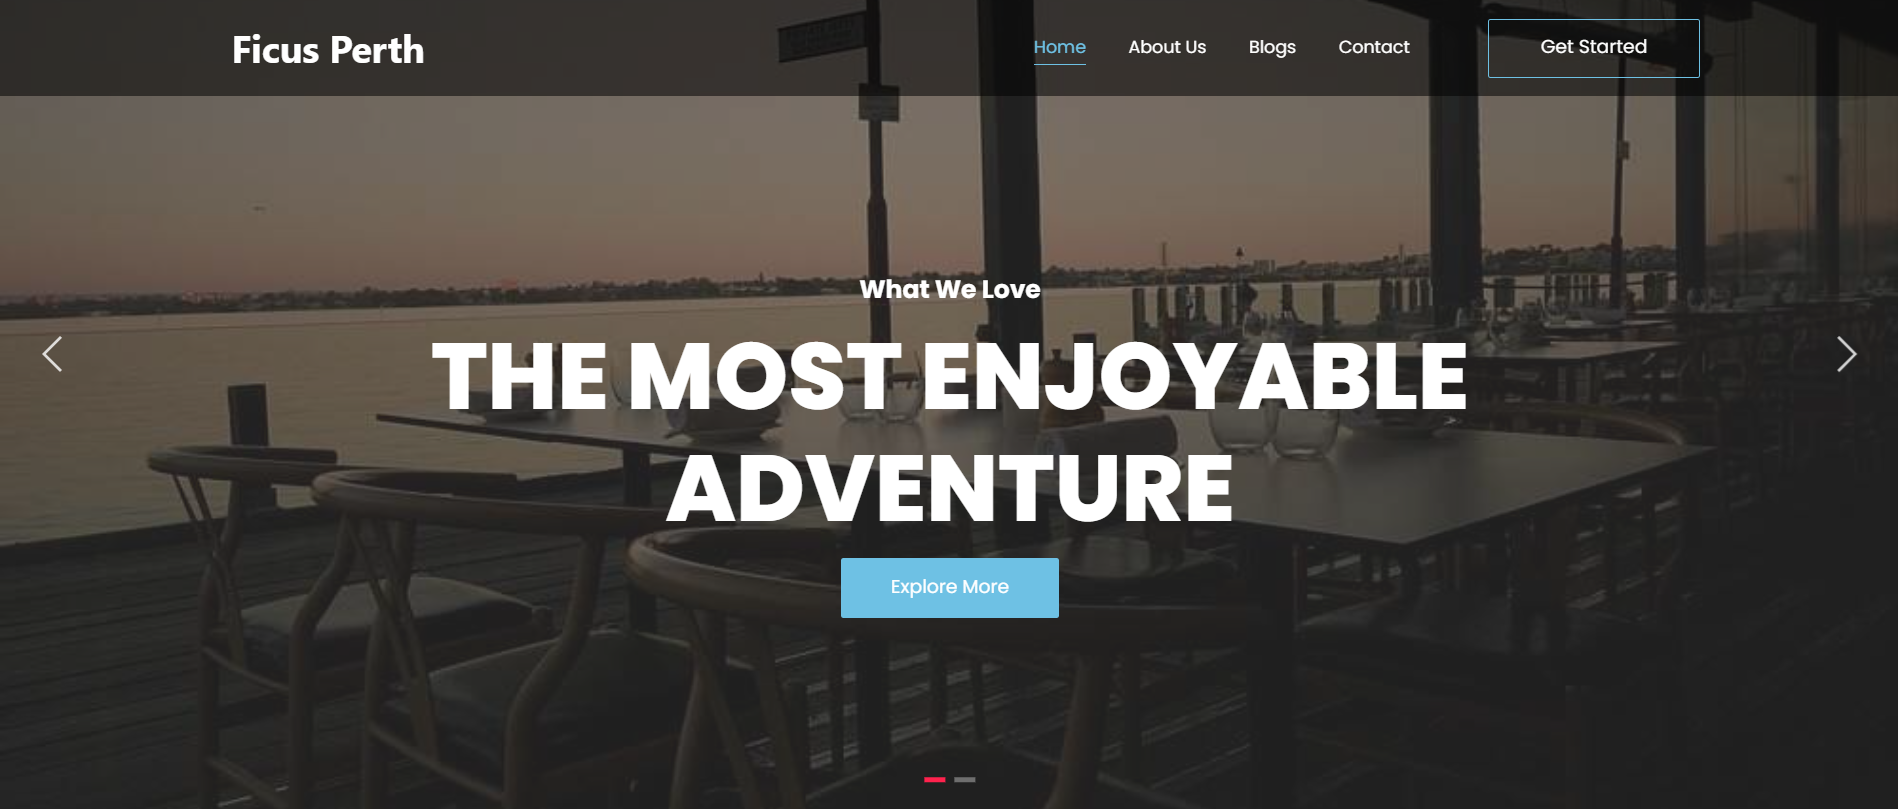 Ficus Perth
Home About Us Blogs Contact Get Started
What We Love
THE MOST ENJOYABLE
ADVENTURE
Explore More